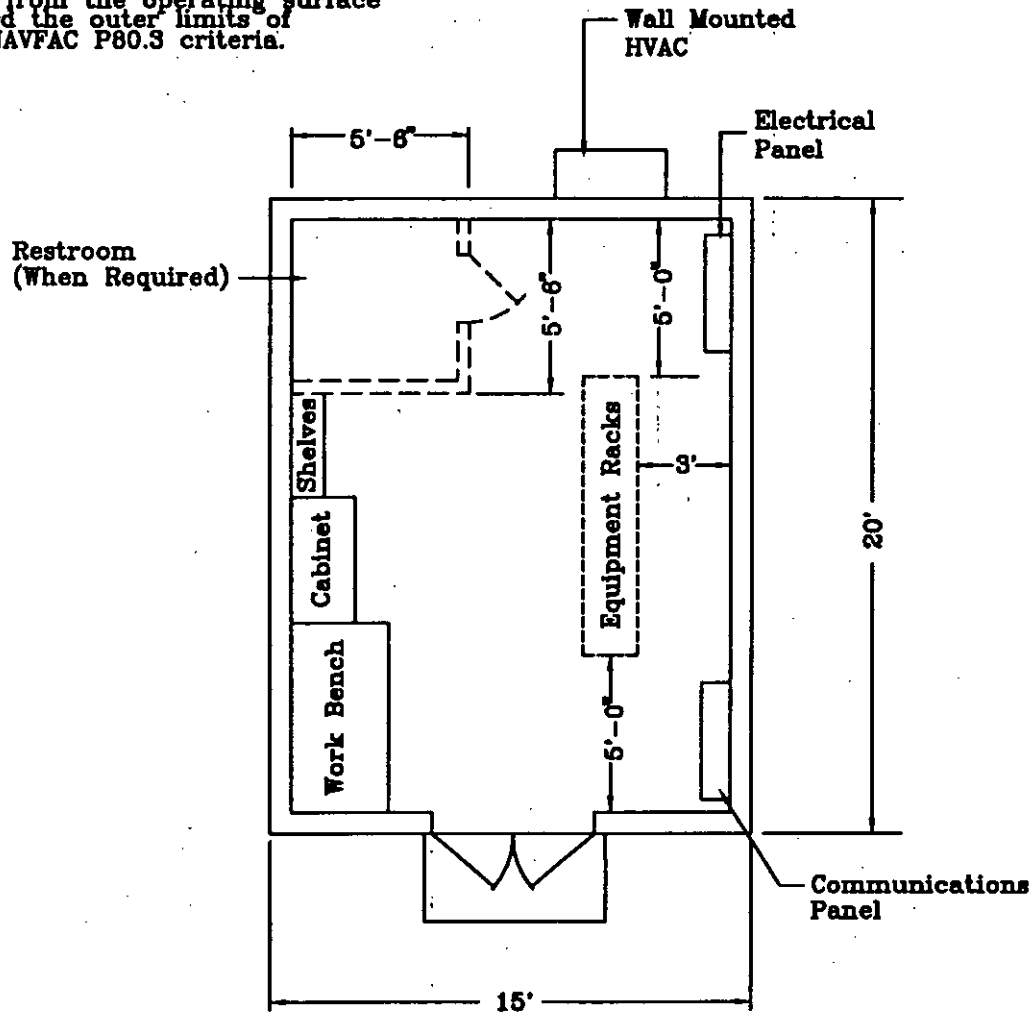 from the operating surface
d the outer limits of
NAVFAC P80.3 criteria.
Wall Mounted
HVAC
5'-6"
Electrical
Panel
Restroom
(When Required)
5'-6"
5'-0"
Shelves
Equipment Racks
3'
20'
Cabinet
Work Bench
5'-0"
Communications
Panel
15'